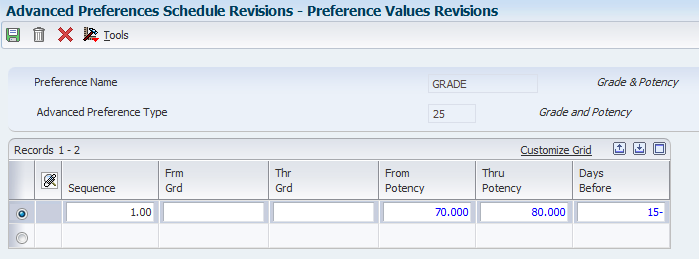 Advanced Preferences Schedule Revisions - Preference Values Revisions
Tools
Preference Name GRADE Grade & Potency
Advanced Preference Type 25 Grade and Potency
Records 1 - 2 Customize Grid
Sequence Frm Grd Thr Grd From Potency Thru Potency Days Before
1.00 70.000 80.000 15-